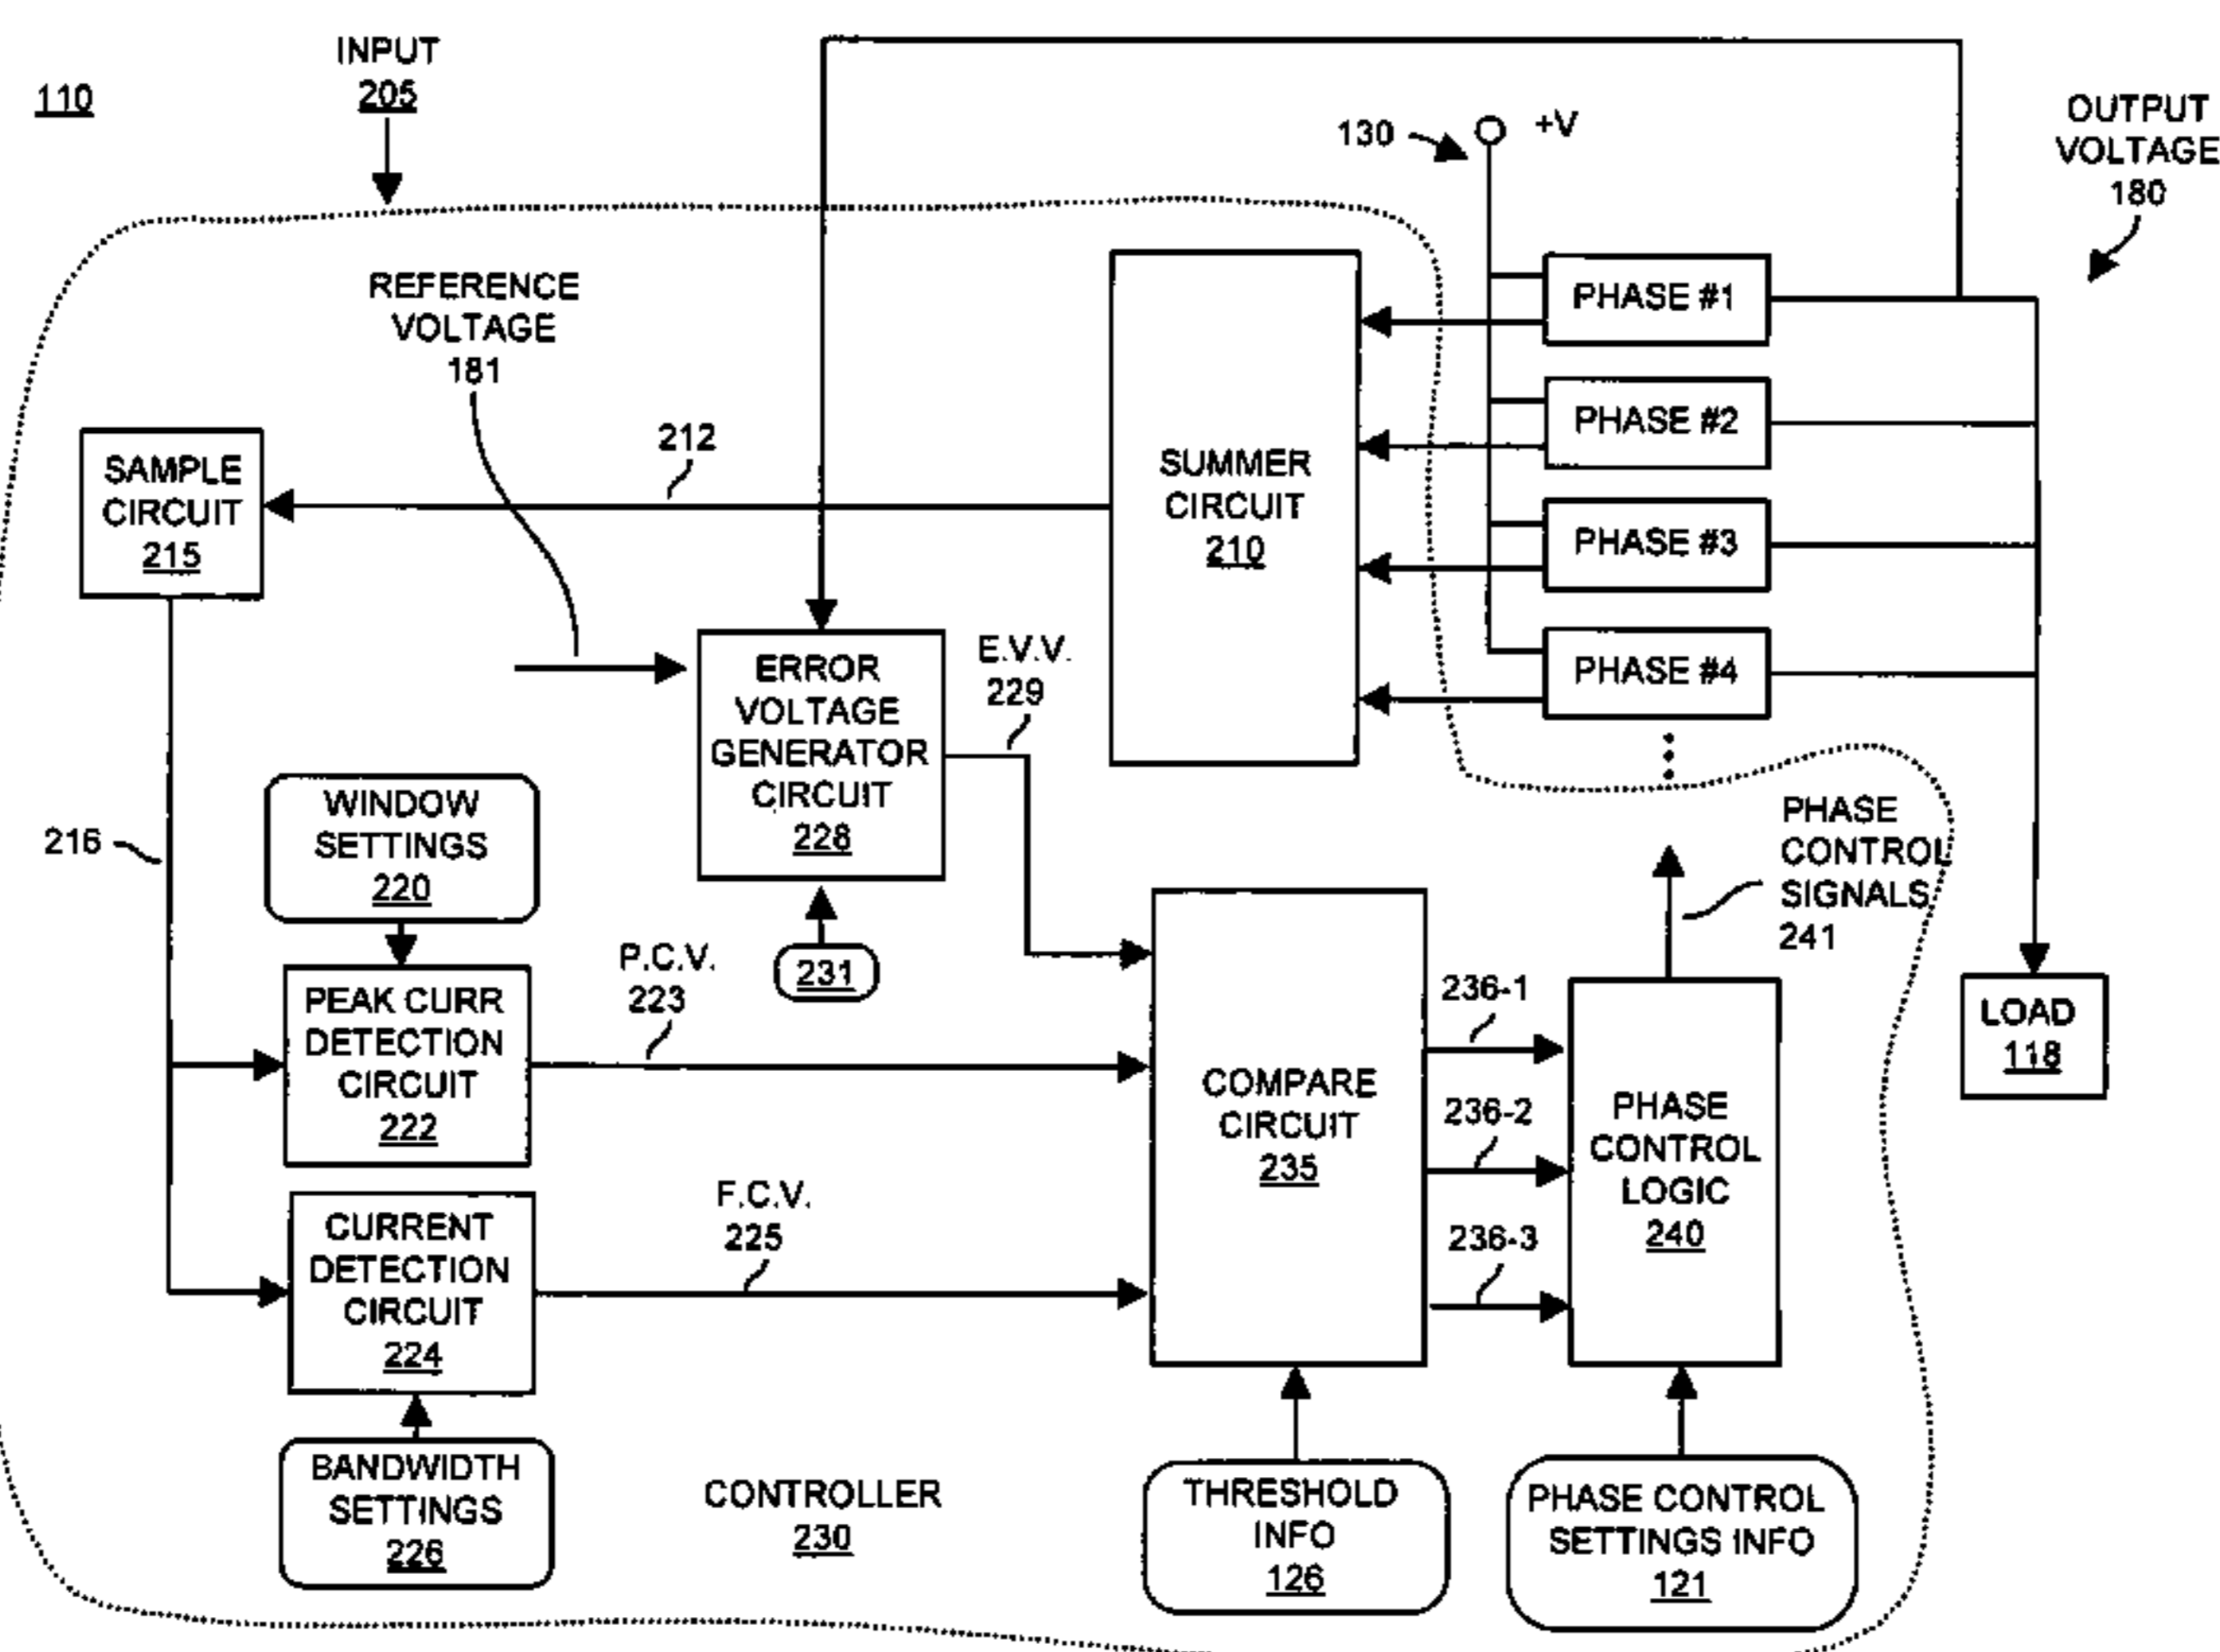 110
INPUT
205
130
+V
OUTPUT
VOLTAGE
180
REFERENCE
VOLTAGE
181
PHASE #1
PHASE #2
PHASE #3
PHASE #4
SUMMER
CIRCUIT
210
212
SAMPLE
CIRCUIT
215
ERROR
VOLTAGE
GENERATOR
CIRCUIT
228
E.V.V.
229
216
WINDOW
SETTINGS
220
231
PHASE
CONTROL
SIGNALS
241
PEAK CURR
DETECTION
CIRCUIT
222
P.C.V.
223
COMPARE
CIRCUIT
235
236-1
236-2
236-3
PHASE
CONTROL
LOGIC
240
LOAD
118
CURRENT
DETECTION
CIRCUIT
224
F.C.V.
225
BANDWIDTH
SETTINGS
226
CONTROLLER
230
THRESHOLD
INFO
126
PHASE CONTROL
SETTINGS INFO
121